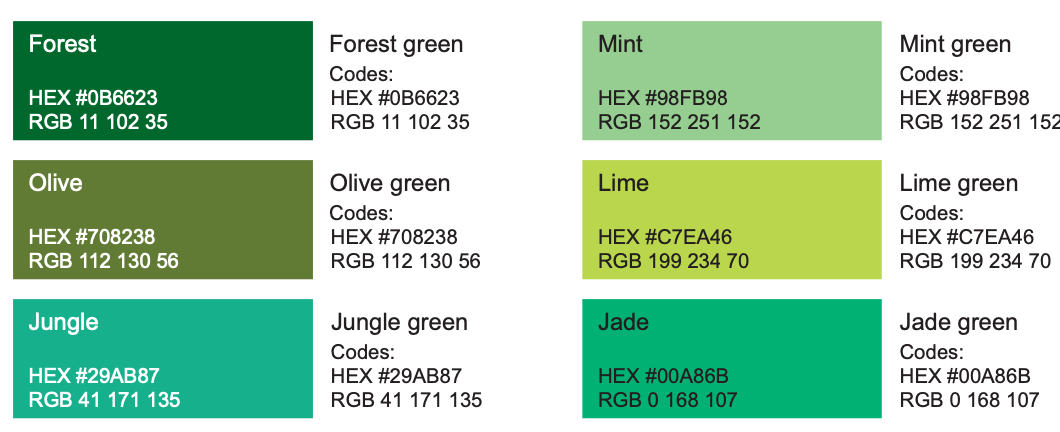 Forest
HEX #0B6623
RGB 11 102 35
Forest green
Codes:
HEX #0B6623
RGB 11 102 35
Mint
HEX #98FB98
RGB 152 251 152
Mint green
Codes:
HEX #98FB98
RGB 152 251 152
Olive
HEX #708238
RGB 112 130 56
Olive green
Codes:
HEX #708238
RGB 112 130 56
Lime
HEX #C7EA46
RGB 199 234 70
Lime green
Codes:
HEX #C7EA46
RGB 199 234 70
Jungle
HEX #29AB87
RGB 41 171 135
Jungle green
Codes:
HEX #29AB87
RGB 41 171 135
Jade
HEX #00A86B
RGB 0 168 107
Jade green
Codes:
HEX #00A86B
RGB 0 168 107